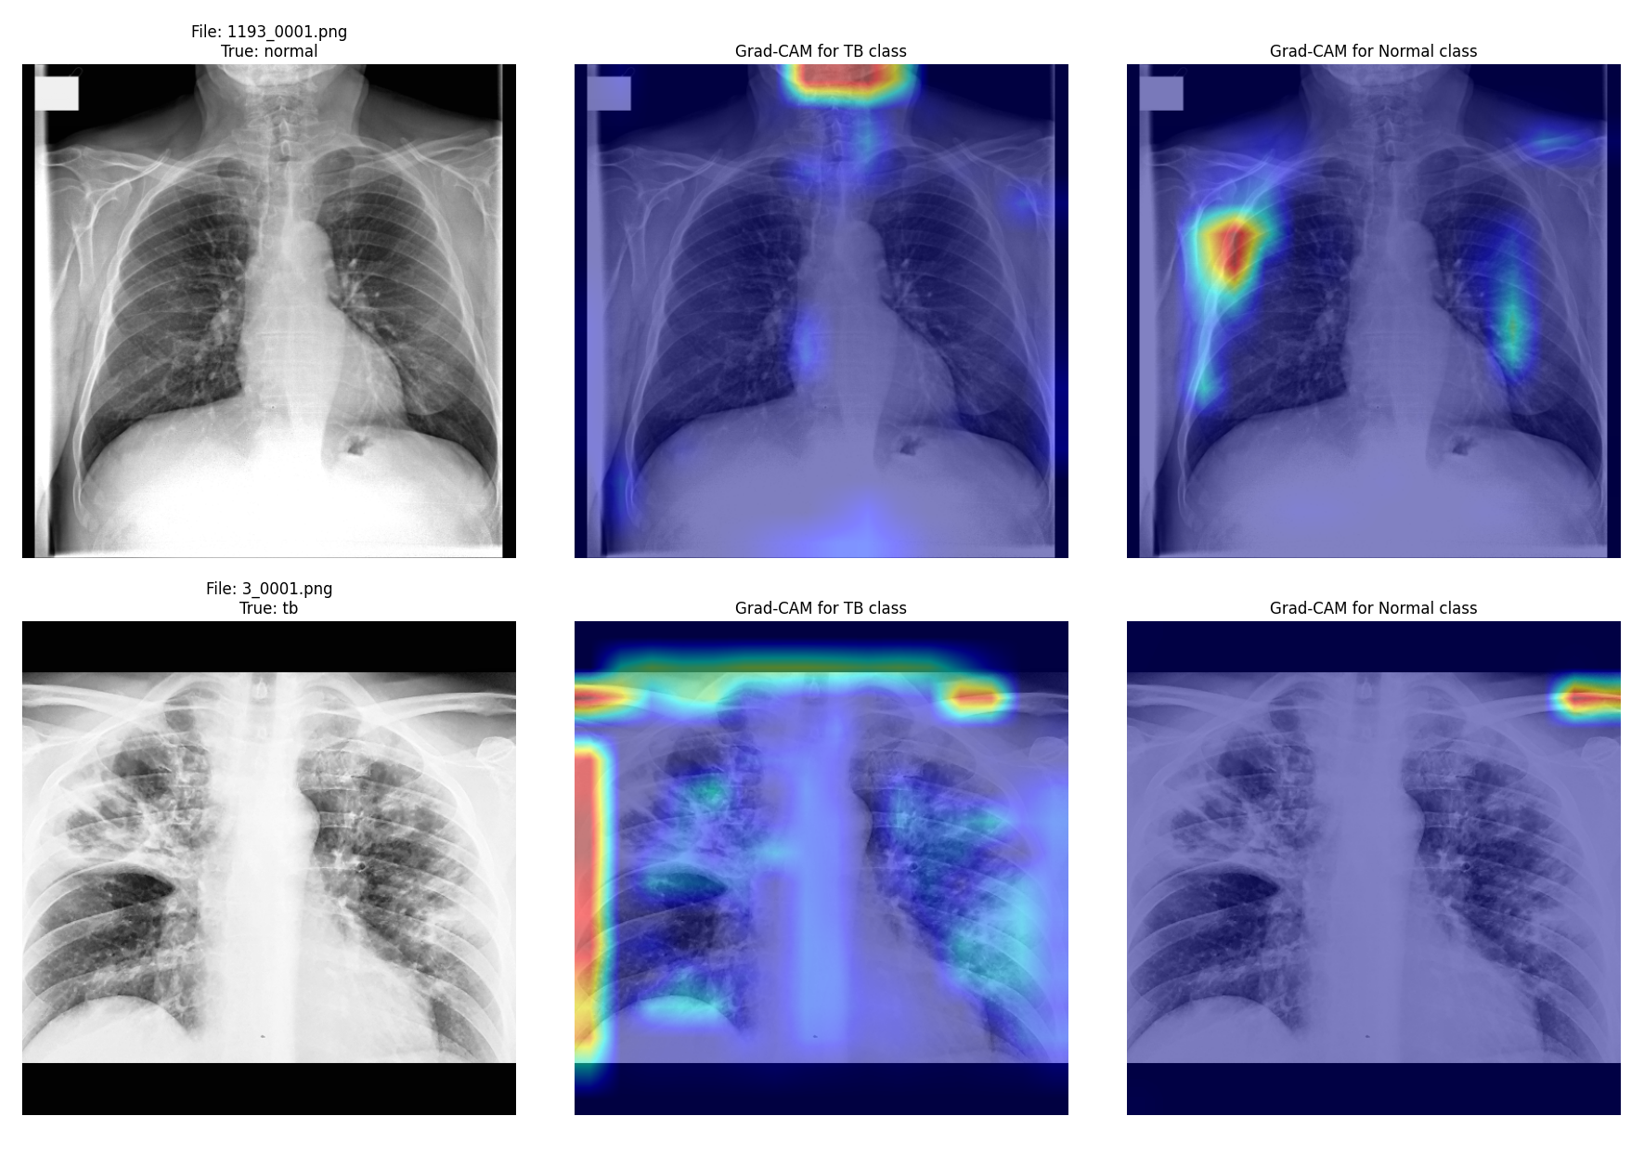 File: 1193_0001.png
True: normal
Grad-CAM for TB class
Grad-CAM for Normal class
File: 3_0001.png
True: tb
Grad-CAM for TB class
Grad-CAM for Normal class